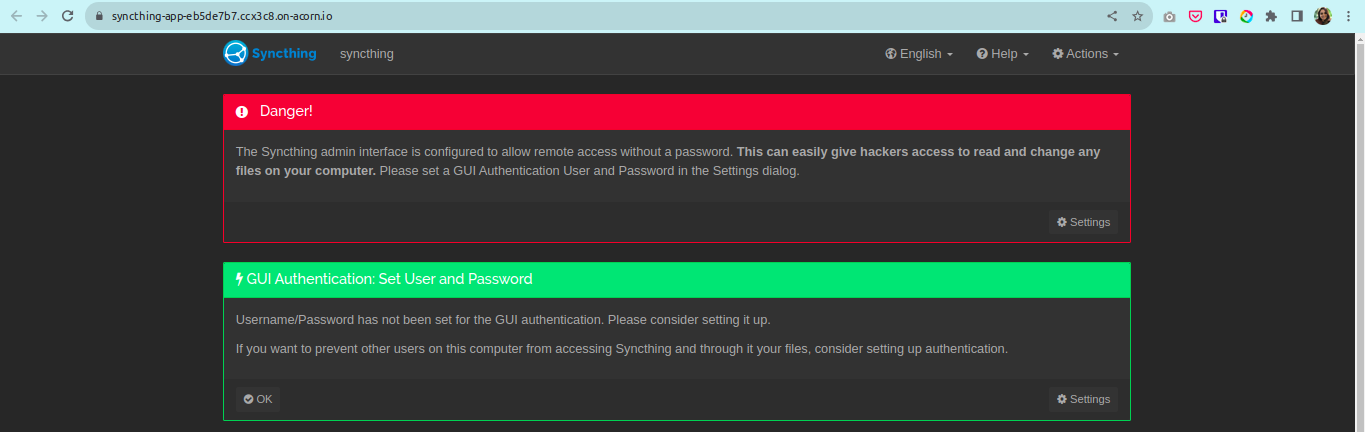 syncthing-app-eb5de7b7.ccx3c8.on-acorn.io
Syncthing syncthing English Help Actions
Danger!
The Syncthing admin interface is configured to allow remote access without a password. This can easily give hackers access to read and change any
files on your computer. Please set a GUI Authentication User and Password in the Settings dialog.
Settings
GUI Authentication: Set User and Password
Username/Password has not been set for the GUI authentication. Please consider setting it up.
If you want to prevent other users on this computer from accessing Syncthing and through it your files, consider setting up authentication.
OK Settings